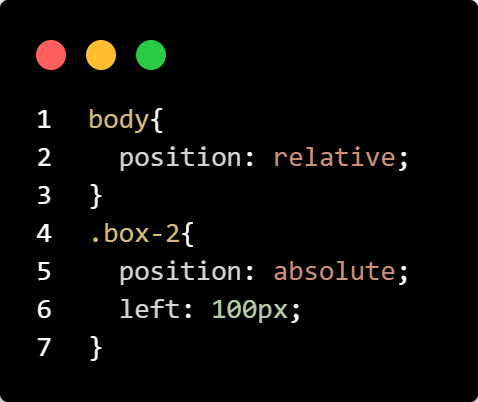 1 body{
2   position: relative;
3 }
4 .box-2{
5   position: absolute;
6   left: 100px;
7 }